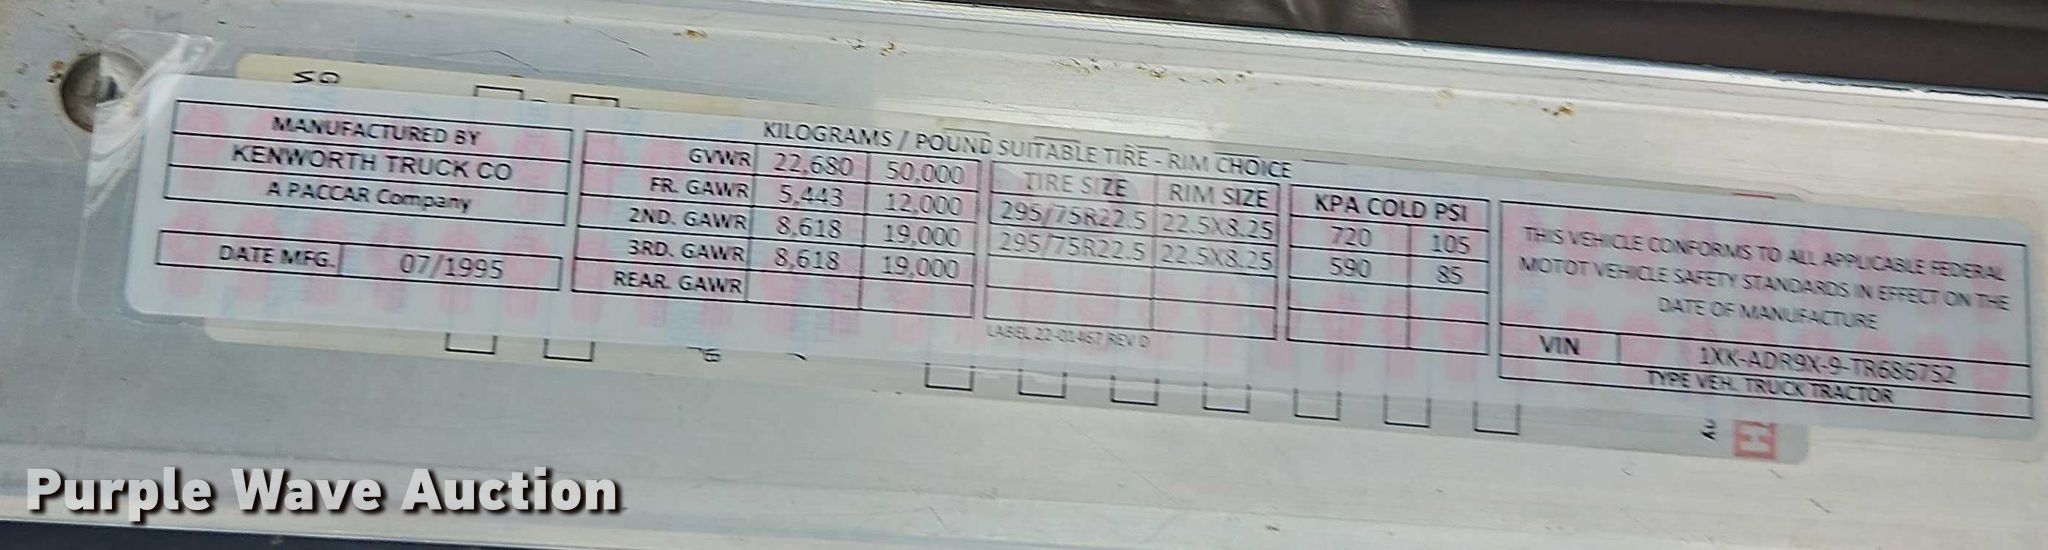 MANUFACTURED BY
KENWORTH TRUCK CO
A PACCAR Company
DATE MFG. 07/1995
KILOGRAMS / POUND SUITABLE TIRE - RIM CHOICE
GVWR 22,680 50,000
FR. GAWR 5,443 12,000
2ND. GAWR 8,618 19,000
3RD. GAWR 8,618 19,000
REAR. GAWR
TIRE SIZE RIM SIZE KPA COLD PSI
295/75R22.5 22.5X8.25 720 105
295/75R22.5 22.5X8.25 590 85
LABEL 22-01467 REV D
THIS VEHICLE CONFORMS TO ALL APPLICABLE FEDERAL
MOTOT VEHICLE SAFETY STANDARDS IN EFFECT ON THE
DATE OF MANUFACTURE
VIN 1XK-ADR9X-9-TR686752
TYPE VEH. TRUCK TRACTOR
Purple Wave Auction